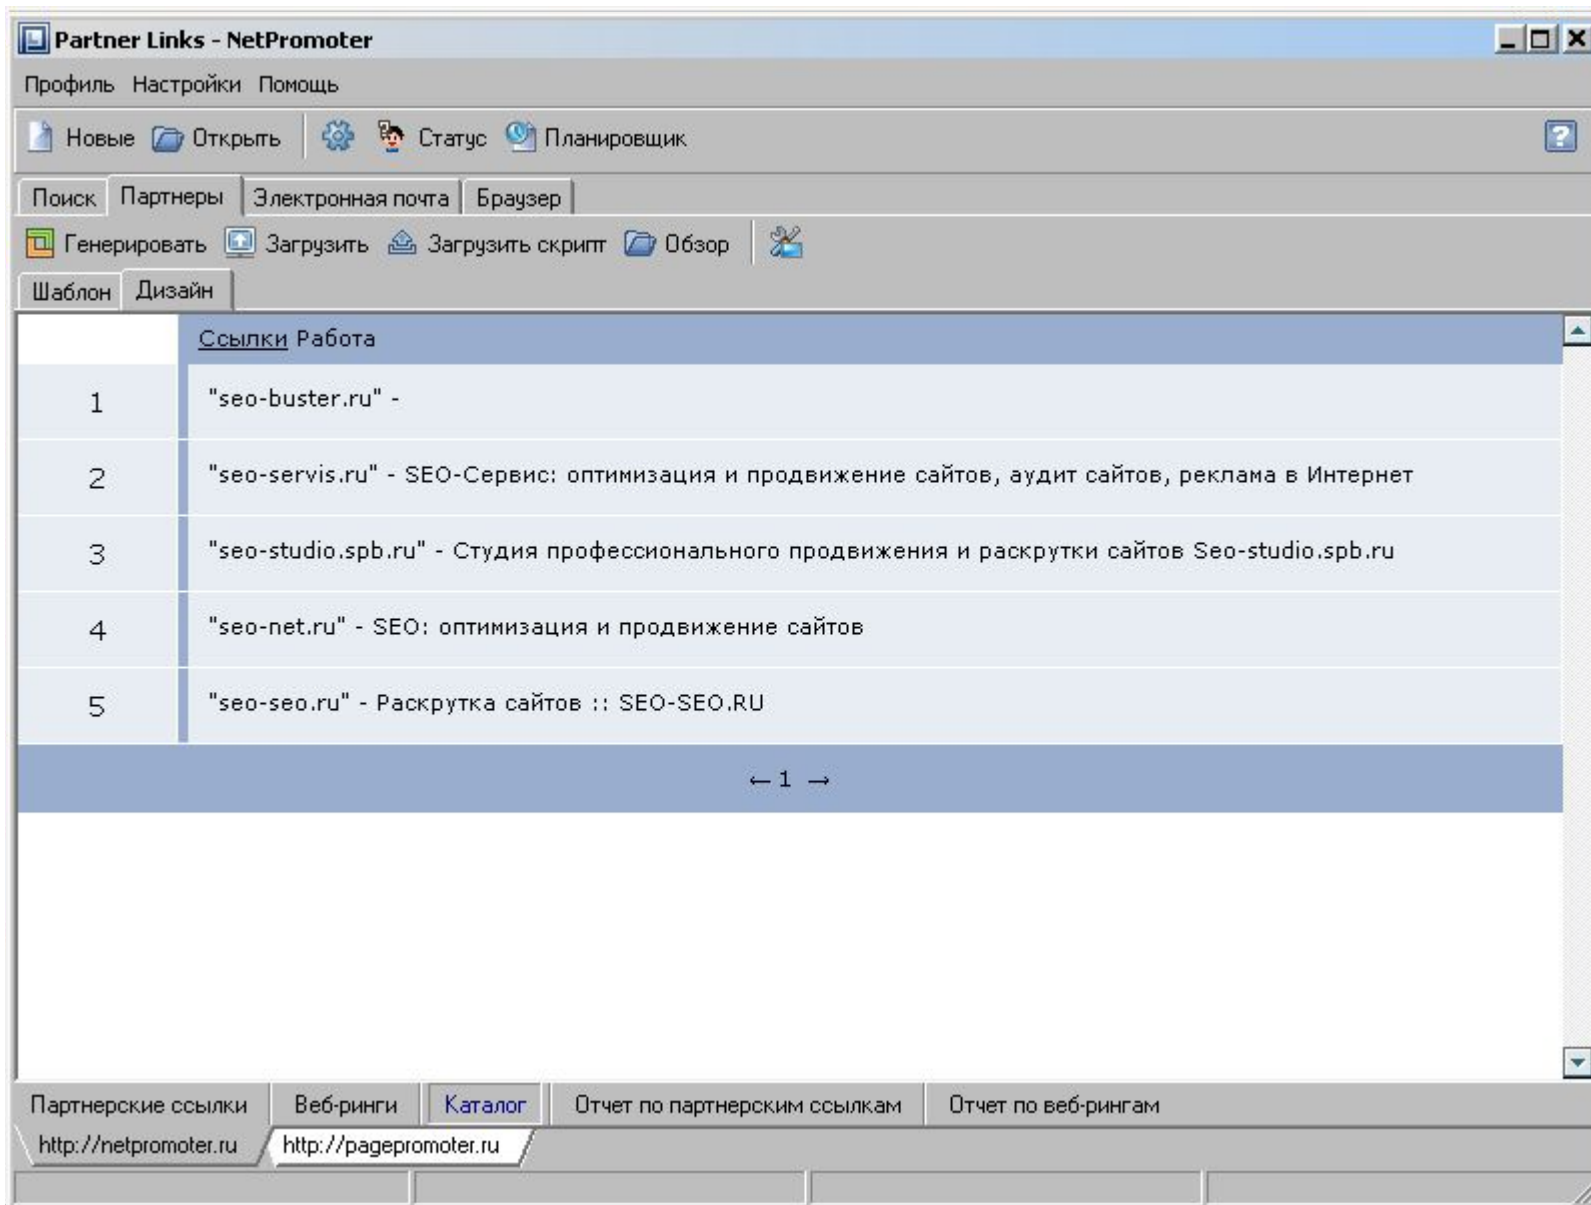 Partner Links - NetPromoter
Профиль Настройки Помощь
Новые Открыть Статус Планировщик
Поиск Партнеры Электронная почта Браузер
Генерировать Загрузить Загрузить скрипт Обзор
Шаблон Дизайн
Ссылки Работа
1 "seo-buster.ru" -
2 "seo-servis.ru" - SEO-Сервис: оптимизация и продвижение сайтов, аудит сайтов, реклама в Интернет
3 "seo-studio.spb.ru" - Студия профессионального продвижения и раскрутки сайтов Seo-studio.spb.ru
4 "seo-net.ru" - SEO: оптимизация и продвижение сайтов
5 "seo-seo.ru" - Раскрутка сайтов :: SEO-SEO.RU
← 1 →
Партнерские ссылки Веб-ринги Каталог Отчет по партнерским ссылкам Отчет по веб-рингам
http://netpromoter.ru http://pagepromoter.ru